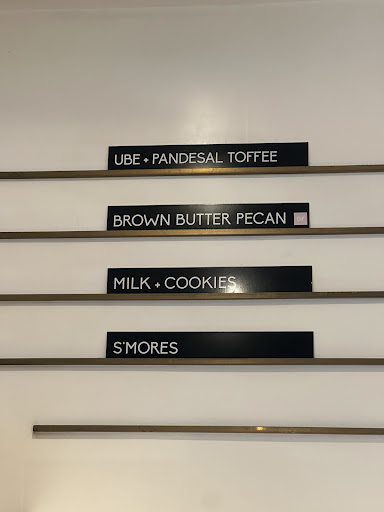 UBE + PANDESAL TOFFEE
BROWN BUTTER PECAN
MILK + COOKIES
S'MORES